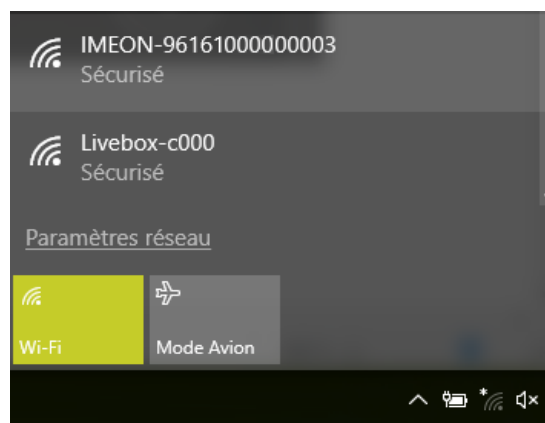 IMEON-96161000000003
Sécurisé
Livebox-c000
Sécurisé
Paramètres réseau
Wi-Fi
Mode Avion